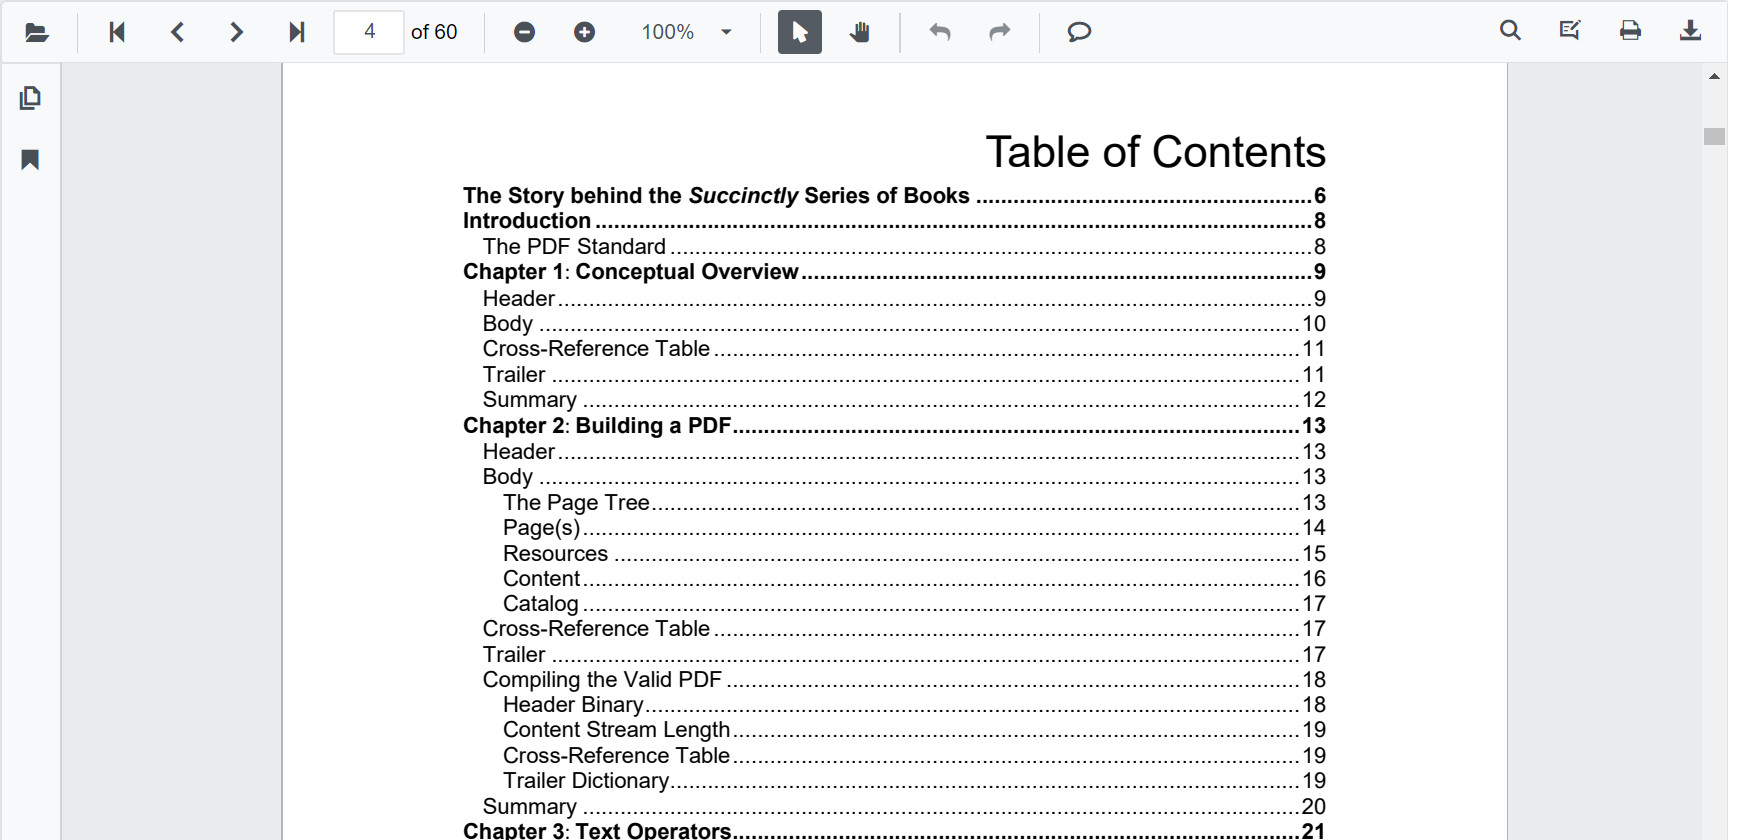 4 of 60 100%
Table of Contents
The Story behind the Succinctly Series of Books ........................................................6
Introduction ....................................................................................................................8
The PDF Standard ........................................................................................................8
Chapter 1: Conceptual Overview...................................................................................9
Header..........................................................................................................................9
Body ...........................................................................................................................10
Cross-Reference Table ...............................................................................................11
Trailer .........................................................................................................................11
Summary ....................................................................................................................12
Chapter 2: Building a PDF............................................................................................13
Header........................................................................................................................13
Body ...........................................................................................................................13
The Page Tree.........................................................................................................13
Page(s)....................................................................................................................14
Resources ...............................................................................................................15
Content....................................................................................................................16
Catalog ....................................................................................................................17
Cross-Reference Table ...............................................................................................17
Trailer .........................................................................................................................17
Compiling the Valid PDF .............................................................................................18
Header Binary..........................................................................................................18
Content Stream Length............................................................................................19
Cross-Reference Table............................................................................................19
Trailer Dictionary......................................................................................................19
Summary ....................................................................................................................20
Chapter 3: Text Operators............................................................................................21